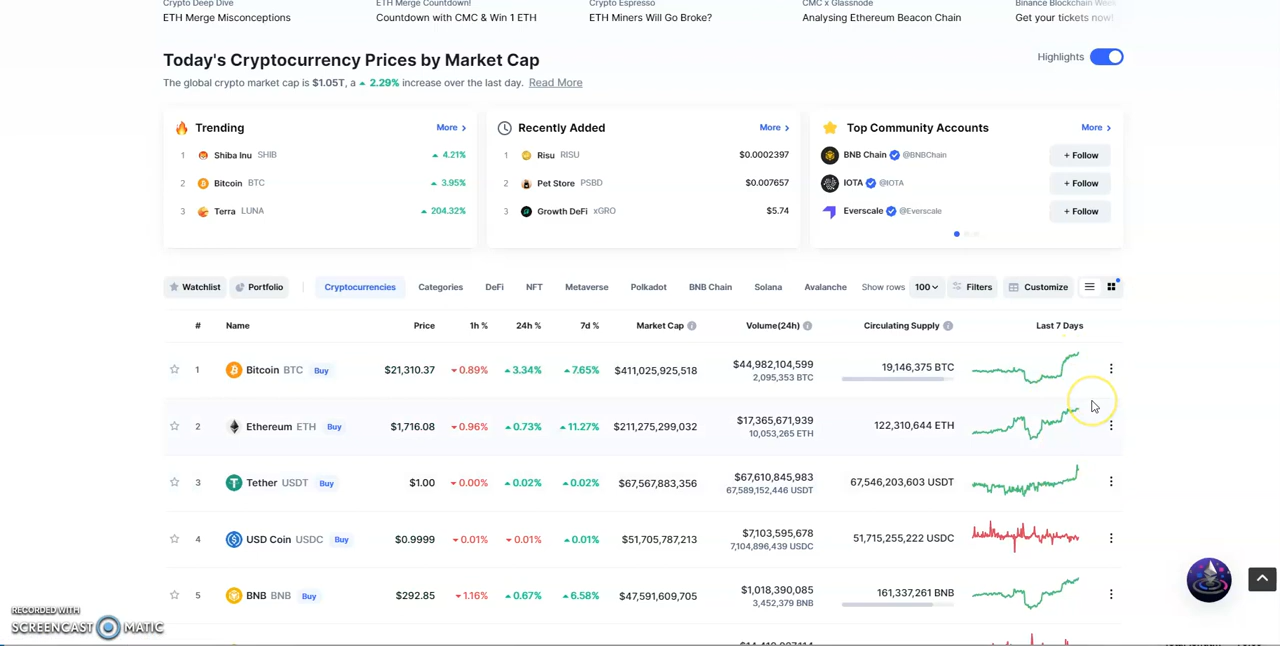 Crypto Deep Dive ETH Merge Countdown! Crypto Espresso CMC x Glassnode Binance Blockchain Week
ETH Merge Misconceptions Countdown with CMC & Win 1 ETH ETH Miners Will Go Broke? Analysing Ethereum Beacon Chain Get your tickets now!
Today's Cryptocurrency Prices by Market Cap
Highlights
The global crypto market cap is $1.05T, a 2.29% increase over the last day. Read More
Trending More
1 Shiba Inu SHIB 4.21%
2 Bitcoin BTC 3.95%
3 Terra LUNA 204.32%
Recently Added More
1 Risu RISU $0.0002397
2 Pet Store PSBD $0.007657
3 Growth DeFi xGRO $5.74
Top Community Accounts More
BNB Chain @BNBChain + Follow
IOTA @IOTA + Follow
Everscale @Everscale + Follow
Watchlist Portfolio Cryptocurrencies Categories DeFi NFT Metaverse Polkadot BNB Chain Solana Avalanche Show rows 100 Filters Customize
# Name Price 1h % 24h % 7d % Market Cap Volume(24h) Circulating Supply Last 7 Days
1 Bitcoin BTC Buy $21,310.37 0.89% 3.34% 7.65% $411,025,925,518 $44,982,104,599 19,146,375 BTC
2,095,353 BTC
2 Ethereum ETH Buy $1,716.08 0.96% 0.73% 11.27% $211,275,299,032 $17,365,671,939 122,310,644 ETH
10,053,265 ETH
3 Tether USDT Buy $1.00 0.00% 0.02% 0.02% $67,567,883,356 $67,610,845,983 67,546,203,603 USDT
67,589,152,446 USDT
4 USD Coin USDC Buy $0.9999 0.01% 0.01% 0.01% $51,705,787,213 $7,103,595,678 51,715,255,222 USDC
7,104,896,439 USDC
5 BNB BNB Buy $292.85 1.16% 0.67% 6.58% $47,591,609,705 $1,018,390,085 161,337,261 BNB
3,452,379 BNB
RECORDED WITH
SCREENCAST MATIC